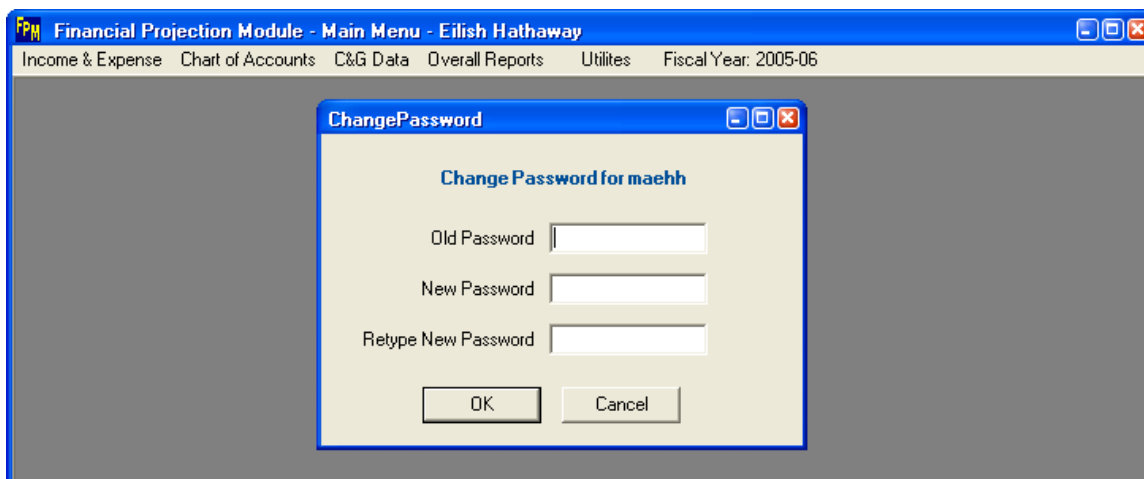 FPM Financial Projection Module - Main Menu - Eilish Hathaway
Income & Expense Chart of Accounts C&G Data Overall Reports Utilites Fiscal Year: 2005-06
ChangePassword
Change Password for maehh
Old Password
New Password
Retype New Password
OK Cancel